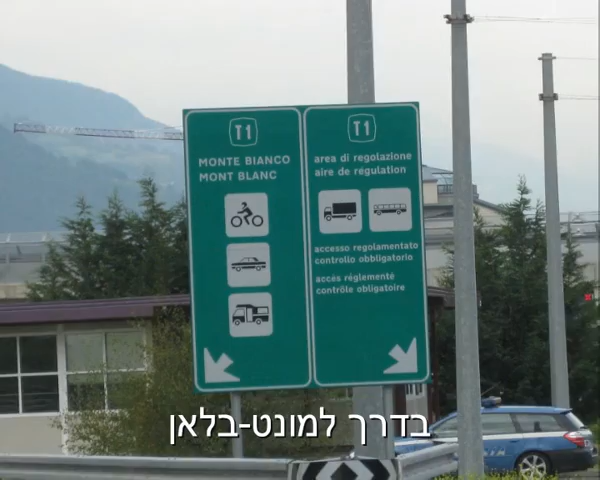 T1
MONTE BIANCO
MONT BLANC
T1
area di regolazione
aire de régulation
accesso regolamentato
controllo obbligatorio
accès réglementé
contrôle obligatoire
בדרך למונט-בלאן